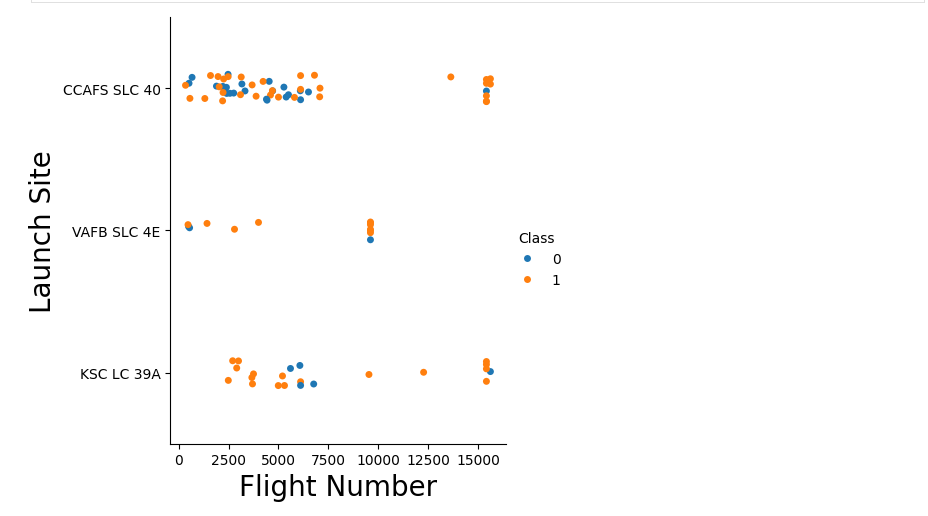 CCAFS SLC 40
VAFB SLC 4E
KSC LC 39A
Launch Site
0 2500 5000 7500 10000 12500 15000
Flight Number
Class
0
1